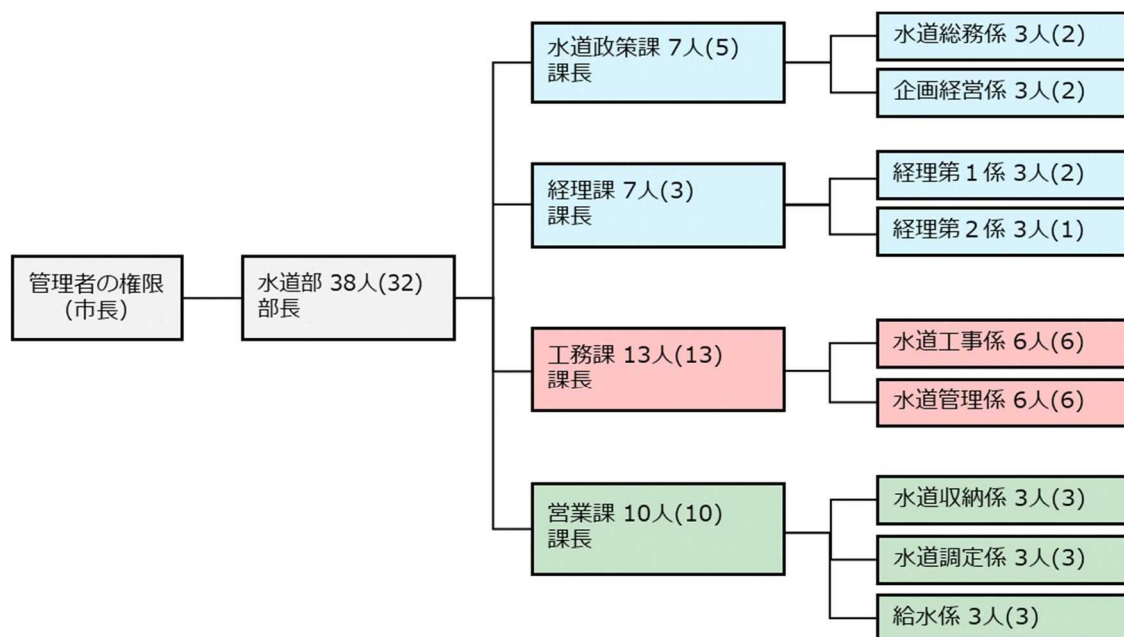 管理者の権限
(市長)
水道部 38人(32)
部長
水道政策課 7人(5)
課長
水道総務係 3人(2)
企画経営係 3人(2)
経理課 7人(3)
課長
経理第１係 3人(2)
経理第２係 3人(1)
工務課 13人(13)
課長
水道工事係 6人(6)
水道管理係 6人(6)
営業課 10人(10)
課長
水道収納係 3人(3)
水道調定係 3人(3)
給水係 3人(3)